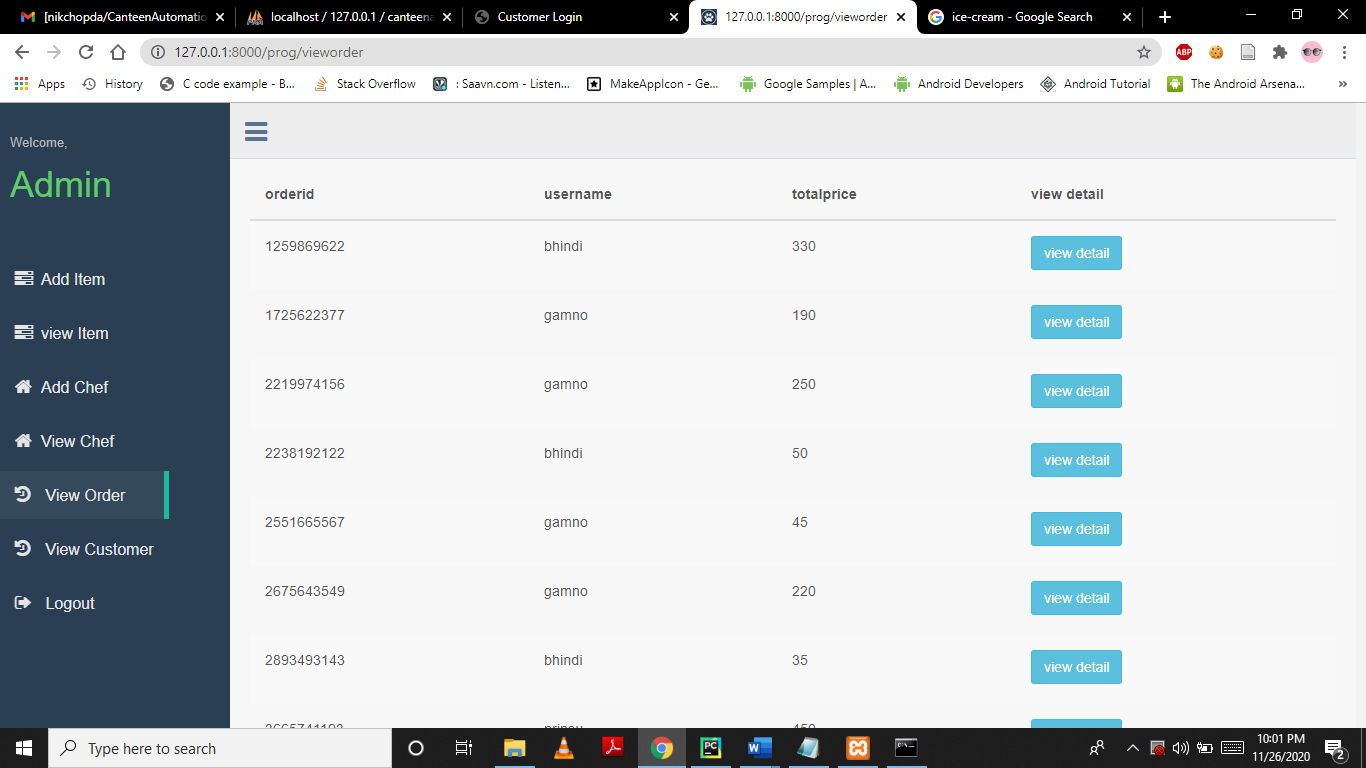 [nikchopda/CanteenAutomatio
localhost / 127.0.0.1 / canteena
Customer Login
127.0.0.1:8000/prog/vieworder
ice-cream - Google Search
127.0.0.1:8000/prog/vieworder
ABP
Apps
History
C code example - B...
Stack Overflow
: Saavn.com - Listen...
MakeAppIcon - Ge...
Google Samples | A...
Android Developers
Android Tutorial
The Android Arsena...
Welcome,
Admin
Add Item
view Item
Add Chef
View Chef
View Order
View Customer
Logout
orderid username totalprice view detail
1259869622 bhindi 330 view detail
1725622377 gamno 190 view detail
2219974156 gamno 250 view detail
2238192122 bhindi 50 view detail
2551665567 gamno 45 view detail
2675643549 gamno 220 view detail
2893493143 bhindi 35 view detail
Type here to search
PC
W
10:01 PM
11/26/2020
2